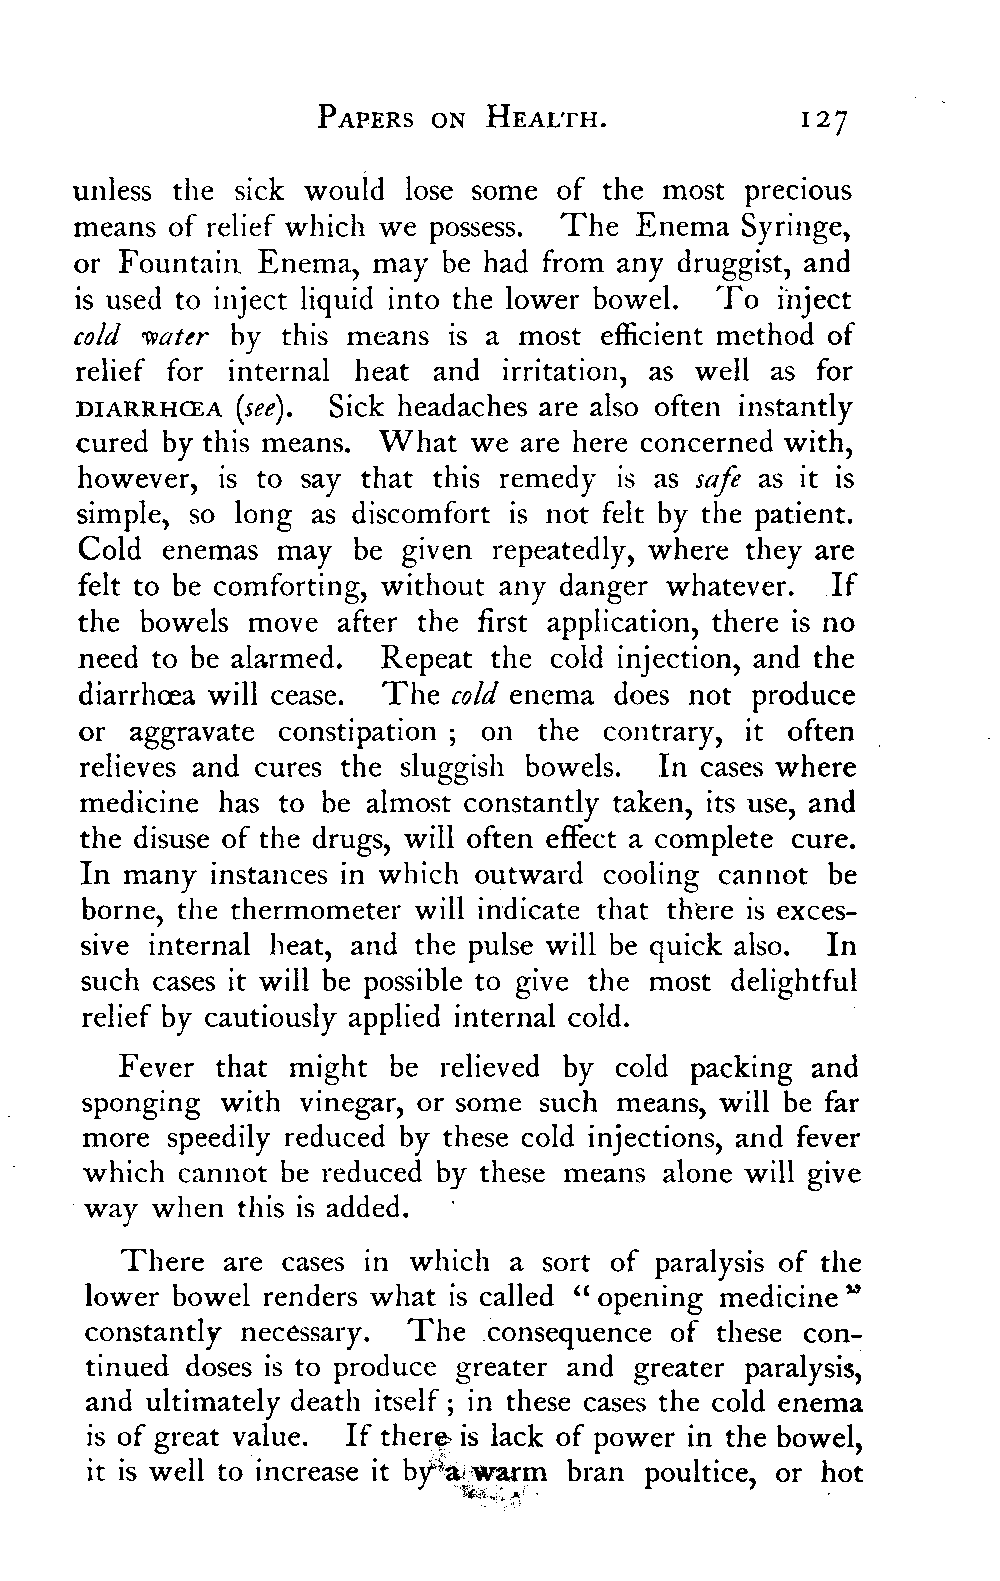 PAPERS ON HEALTH. 127
unless the sick would lose some of the most precious
means of relief which we possess. The Enema Syringe,
or Fountain Enema, may be had from any druggist, and
is used to inject liquid into the lower bowel. To inject
cold water by this means is a most efficient method of
relief for internal heat and irritation, as well as for
DIARRHŒA (see). Sick headaches are also often instantly
cured by this means. What we are here concerned with,
however, is to say that this remedy is as safe as it is
simple, so long as discomfort is not felt by the patient.
Cold enemas may be given repeatedly, where they are
felt to be comforting, without any danger whatever. If
the bowels move after the first application, there is no
need to be alarmed. Repeat the cold injection, and the
diarrhœa will cease. The cold enema does not produce
or aggravate constipation ; on the contrary, it often
relieves and cures the sluggish bowels. In cases where
medicine has to be almost constantly taken, its use, and
the disuse of the drugs, will often effect a complete cure.
In many instances in which outward cooling cannot be
borne, the thermometer will indicate that there is exces-
sive internal heat, and the pulse will be quick also. In
such cases it will be possible to give the most delightful
relief by cautiously applied internal cold.
Fever that might be relieved by cold packing and
sponging with vinegar, or some such means, will be far
more speedily reduced by these cold injections, and fever
which cannot be reduced by these means alone will give
way when this is added.
There are cases in which a sort of paralysis of the
lower bowel renders what is called “ opening medicine ”
constantly necessary. The consequence of these con-
tinued doses is to produce greater and greater paralysis,
and ultimately death itself ; in these cases the cold enema
is of great value. If there is lack of power in the bowel,
it is well to increase it by a warm bran poultice, or hot